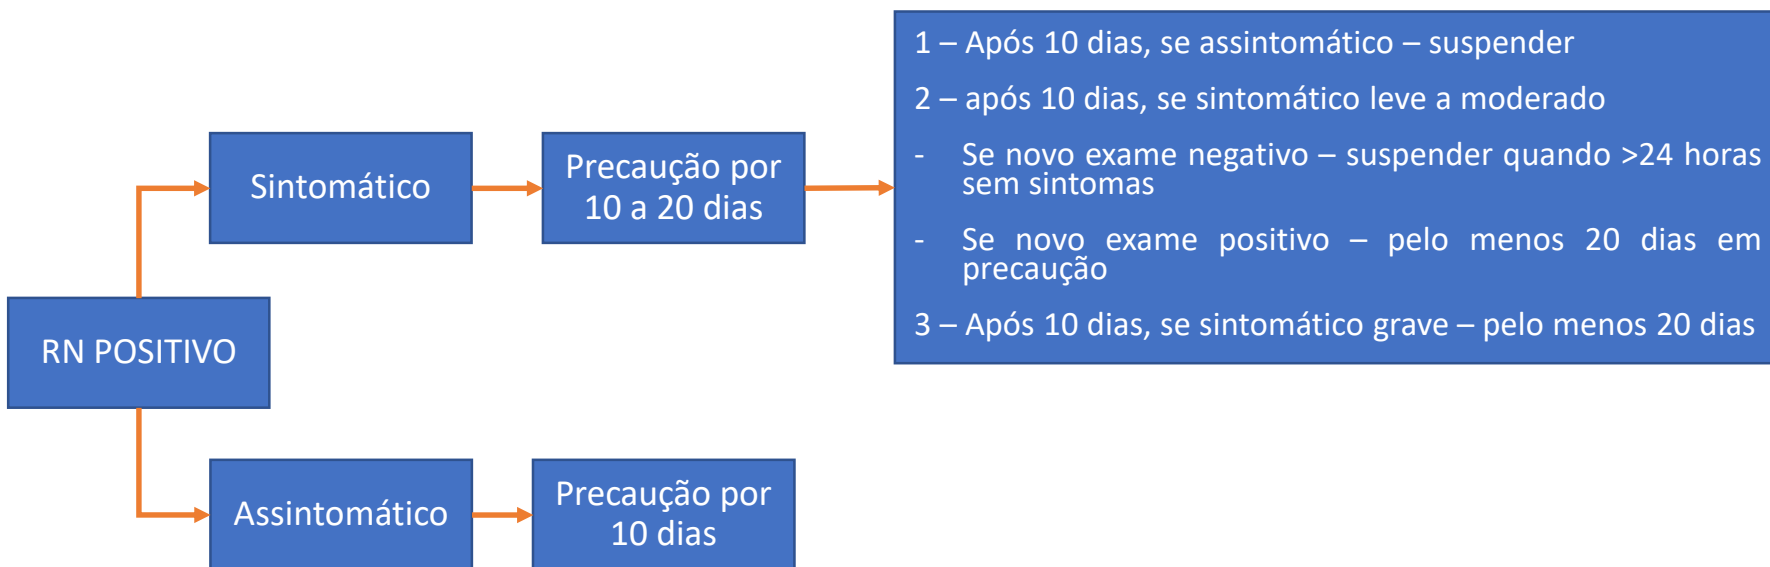 1 – Após 10 dias, se assintomático – suspender
2 – após 10 dias, se sintomático leve a moderado
- Se novo exame negativo – suspender quando >24 horas
sem sintomas
- Se novo exame positivo – pelo menos 20 dias em
precaução
3 – Após 10 dias, se sintomático grave – pelo menos 20 dias
Sintomático
Precaução por
10 a 20 dias
RN POSITIVO
Assintomático
Precaução por
10 dias